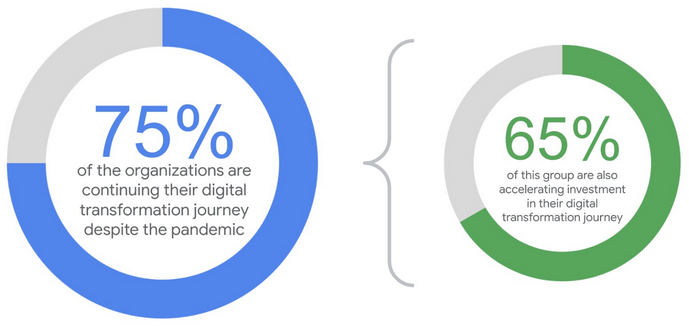 75%
of the organizations are
continuing their digital
transformation journey
despite the pandemic
65%
of this group are also
accelerating investment
in their digital
transformation journey